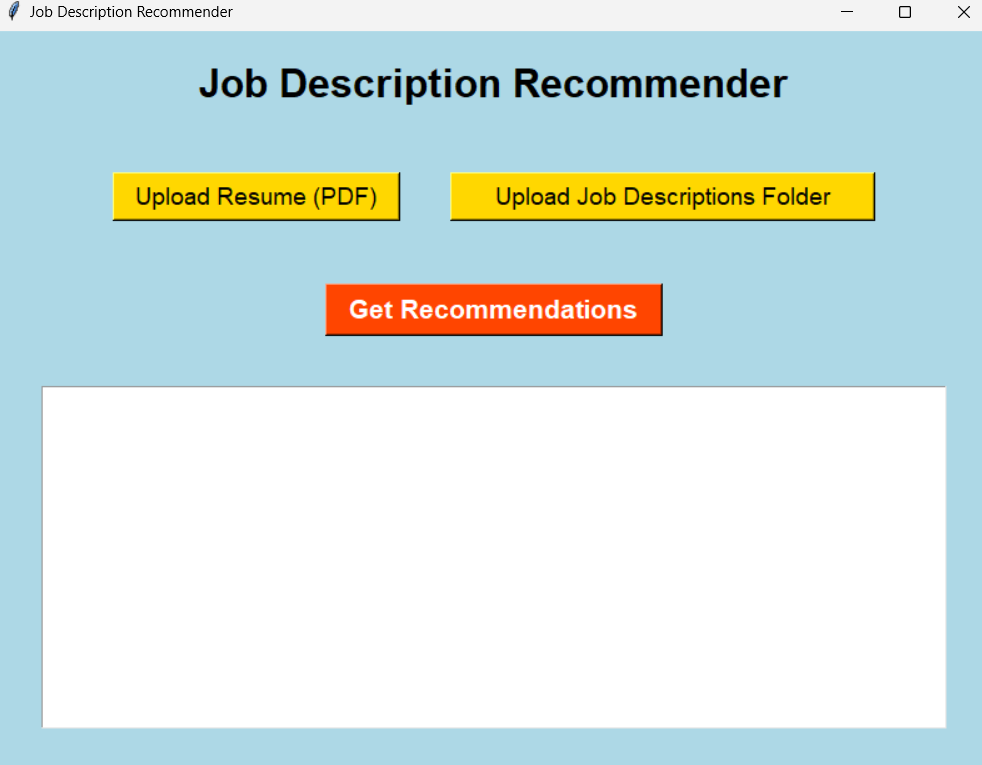 Job Description Recommender
Job Description Recommender
Upload Resume (PDF)
Upload Job Descriptions Folder
Get Recommendations